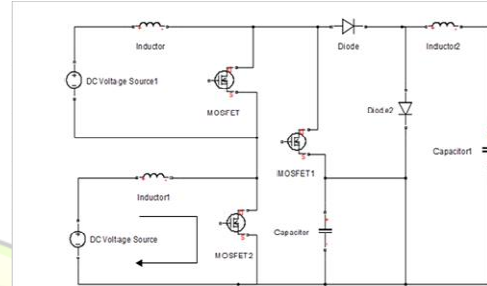 Inductor
Diode
Inductor2
DC Voltage Source1
MOSFET
Diode2
MOSFET1
Capacitor1
Inductor1
DC Voltage Source
MOSFET2
Capacitor